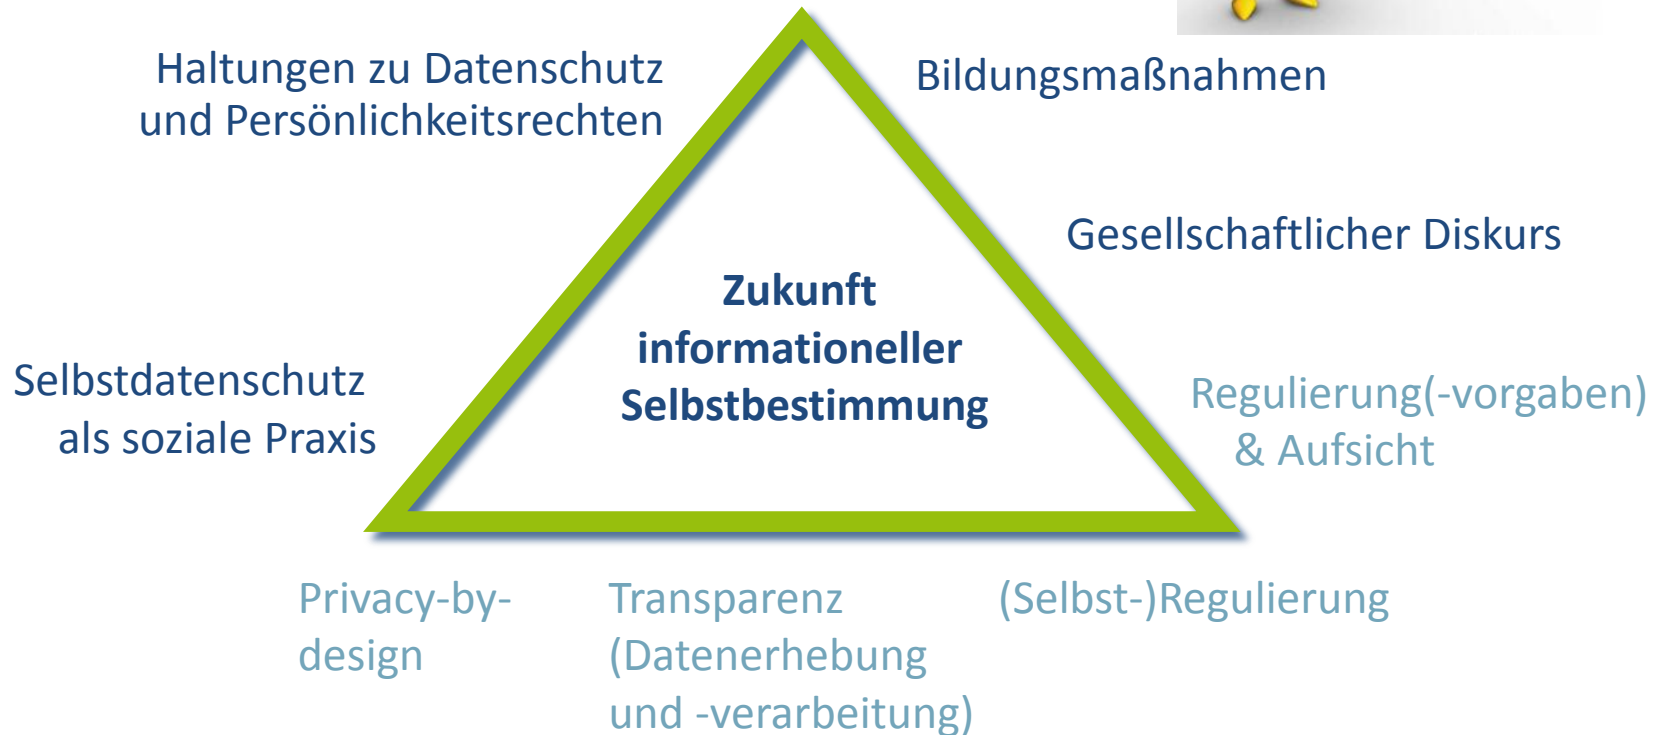 Haltungen zu Datenschutz
und Persönlichkeitsrechten
Bildungsmaßnahmen
Gesellschaftlicher Diskurs
Zukunft
informationeller
Selbstbestimmung
Selbstdatenschutz
als soziale Praxis
Regulierung(-vorgaben)
& Aufsicht
Privacy-by-
design
Transparenz
(Datenerhebung
und -verarbeitung)
(Selbst-)Regulierung